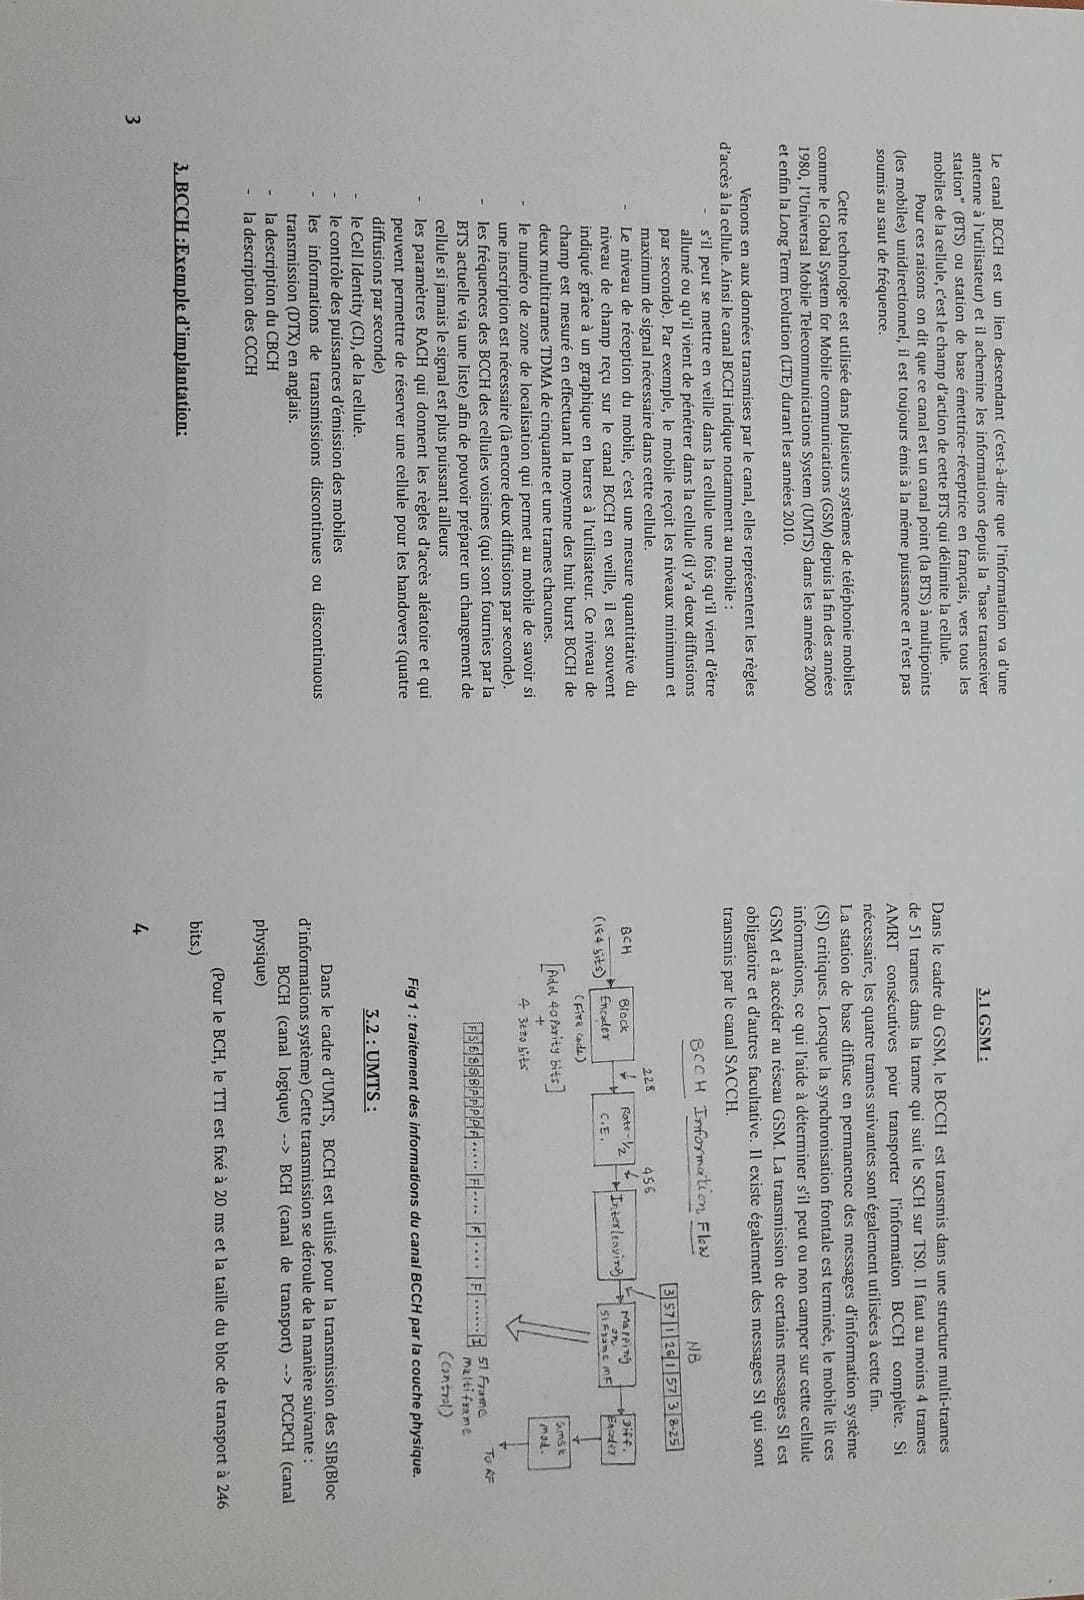 Le canal BCCH est un lien descendant (c'est-à-dire que l'information va d'une
antenne à l'utilisateur) et il achemine les informations depuis la “base transceiver
station” (BTS) ou station de base émettrice-réceptrice en français, vers tous les
mobiles de la cellule, c'est le champ d'action de cette BTS qui délimite la cellule.
Pour ces raisons on dit que ce canal est un canal point (la BTS) à multipoints
(les mobiles) unidirectionnel, il est toujours émis à la même puissance et n'est pas
soumis au saut de fréquence.
Cette technologie est utilisée dans plusieurs systèmes de téléphonie mobiles
comme le Global System for Mobile communications (GSM) depuis la fin des années
1980, l'Universal Mobile Telecommunications System (UMTS) dans les années 2000
et enfin la Long Term Evolution (LTE) durant les années 2010.
Venons en aux données transmises par le canal, elles représentent les règles
d'accès à la cellule. Ainsi le canal BCCH indique notamment au mobile :
- s'il peut se mettre en veille dans la cellule une fois qu'il vient d'être
allumé ou qu'il vient de pénétrer dans la cellule (il y'a deux diffusions
par seconde). Par exemple, le mobile reçoit les niveaux minimum et
maximum de signal nécessaire dans cette cellule.
- Le niveau de réception du mobile, c'est une mesure quantitative du
niveau de champ reçu sur le canal BCCH en veille, il est souvent
indiqué grâce à un graphique en barres à l'utilisateur. Ce niveau de
champ est mesuré en effectuant la moyenne des huit burst BCCH de
deux multitrames TDMA de cinquante et une trames chacunes.
- le numéro de zone de localisation qui permet au mobile de savoir si
une inscription est nécessaire (là encore deux diffusions par seconde).
- les fréquences des BCCH des cellules voisines (qui sont fournies par la
BTS actuelle via une liste) afin de pouvoir préparer un changement de
cellule si jamais le signal est plus puissant ailleurs
- les paramètres RACH qui donnent les règles d'accès aléatoire et qui
peuvent permettre de réserver une cellule pour les handovers (quatre
diffusions par seconde)
- le Cell Identity (CI), de la cellule.
- le contrôle des puissances d'émission des mobiles
- les informations de transmissions discontinues ou discontinuous
transmission (DTX) en anglais.
- la description du CBCH
- la description des CCCH
3. BCCH :Exemple d'implantation:
3
3.1 GSM :
Dans le cadre du GSM, le BCCH est transmis dans une structure multi-trames
de 51 trames dans la trame qui suit le SCH sur TS0. Il faut au moins 4 trames
AMRT consécutives pour transporter l'information BCCH complète. Si
nécessaire, les quatre trames suivantes sont également utilisées à cette fin.
La station de base diffuse en permanence des messages d'information système
(SI) critiques. Lorsque la synchronisation frontale est terminée, le mobile lit ces
informations, ce qui l'aide à déterminer s'il peut ou non camper sur cette cellule
GSM et à accéder au réseau GSM. La transmission de certains messages SI est
obligatoire et d'autres facultative. Il existe également des messages SI qui sont
transmis par le canal SACCH.
BCCH Information Flow
NB
3 57 1 26 1 57 3 8-25
228 456
BCH
(184 bits)
Block
Encoder
(Fire code)
Rate-1/2
C.E.
Interleaving
Mapping
on
51 Frame MF
Diff.
Encoder
[Add 40 Parity bits]
+
4 zero bits
GMSK
mod.
To RF
F S B B B B P P P P F ..... F .... F .... F ...... I
51 Frame
multiframe
(Control)
Fig 1 : traitement des informations du canal BCCH par la couche physique.
3.2 : UMTS :
Dans le cadre d'UMTS, BCCH est utilisé pour la transmission des SIB(Bloc
d'informations système) Cette transmission se déroule de la manière suivante :
BCCH (canal logique) --> BCH (canal de transport) --> PCCPCH (canal
physique)
(Pour le BCH, le TTI est fixé à 20 ms et la taille du bloc de transport à 246
bits.)
4